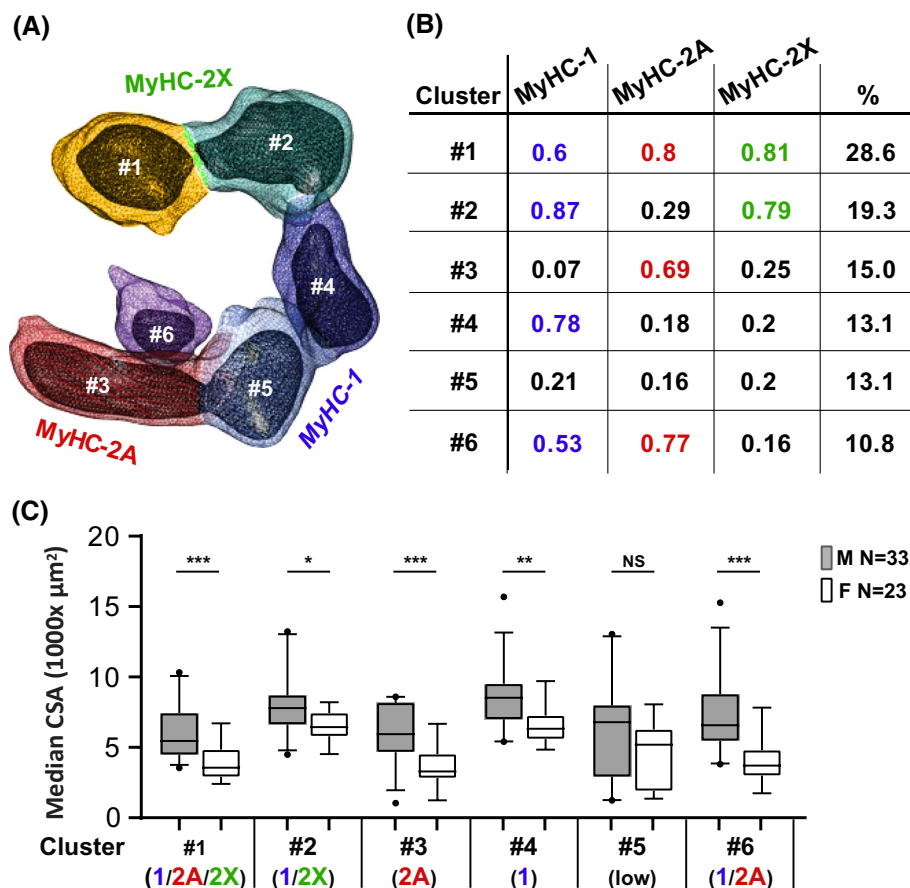 (A)
MyHC-2X
#1
#2
#4
#6
#3
#5
MyHC-2A
MyHC-1
(B)
Cluster MyHC-1 MyHC-2A MyHC-2X %
#1 0.6 0.8 0.81 28.6
#2 0.87 0.29 0.79 19.3
#3 0.07 0.69 0.25 15.0
#4 0.78 0.18 0.2 13.1
#5 0.21 0.16 0.2 13.1
#6 0.53 0.77 0.16 10.8
(C)
Median CSA (1000x µm²)
20
15
10
5
0
*** * *** ** NS ***
M N=33
F N=23
Cluster #1 #2 #3 #4 #5 #6
(1/2A/2X) (1/2X) (2A) (1) (low) (1/2A)